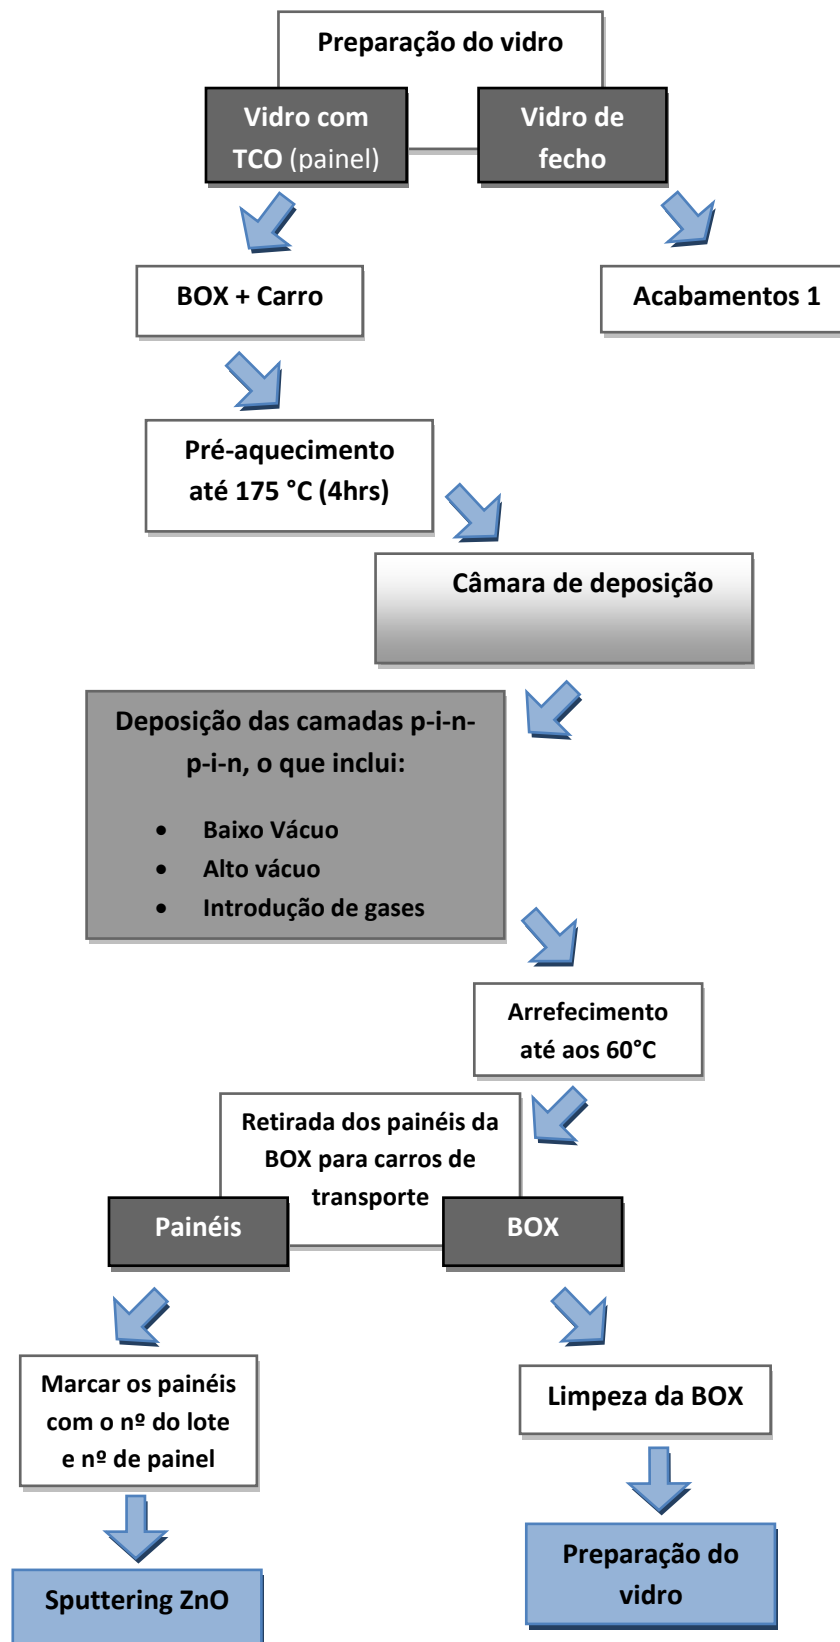 Preparação do vidro
Vidro com
TCO (painel)
Vidro de
fecho
BOX + Carro
Acabamentos 1
Pré-aquecimento
até 175 °C (4hrs)
Câmara de deposição
Deposição das camadas p-i-n-
p-i-n, o que inclui:
• Baixo Vácuo
• Alto vácuo
• Introdução de gases
Arrefecimento
até aos 60°C
Retirada dos painéis da
BOX para carros de
transporte
Painéis
BOX
Marcar os painéis
com o nº do lote
e nº de painel
Limpeza da BOX
Sputtering ZnO
Preparação do
vidro